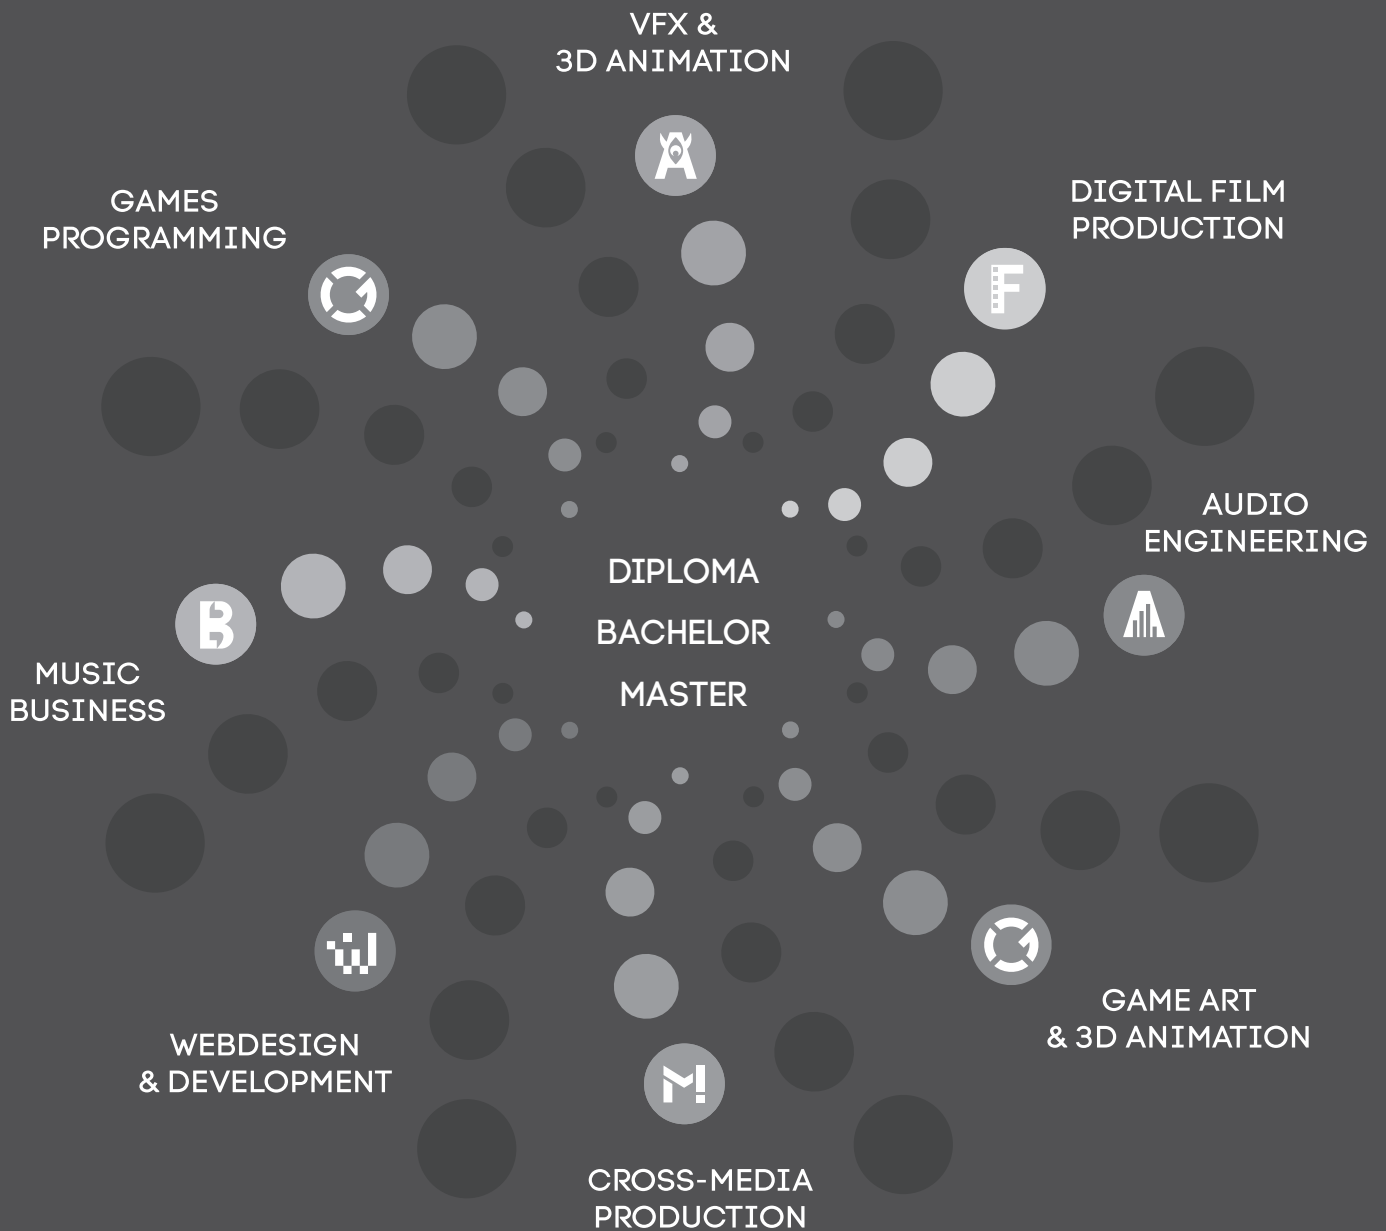 VFX &
3D ANIMATION
DIGITAL FILM
PRODUCTION
GAMES
PROGRAMMING
AUDIO
ENGINEERING
DIPLOMA
BACHELOR
MASTER
MUSIC
BUSINESS
GAME ART
& 3D ANIMATION
WEBDESIGN
& DEVELOPMENT
CROSS-MEDIA
PRODUCTION